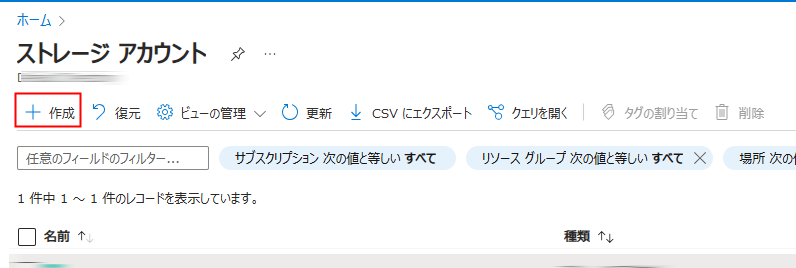 ホーム
ストレージ アカウント
作成 復元 ビューの管理 更新 CSV にエクスポート クエリを開く タグの割り当て 削除
任意のフィールドのフィルター... サブスクリプション 次の値と等しい すべて リソース グループ 次の値と等しい すべて 場所 次の
1 件中 1 ～ 1 件のレコードを表示しています。
名前 ↑↓ 種類 ↑↓